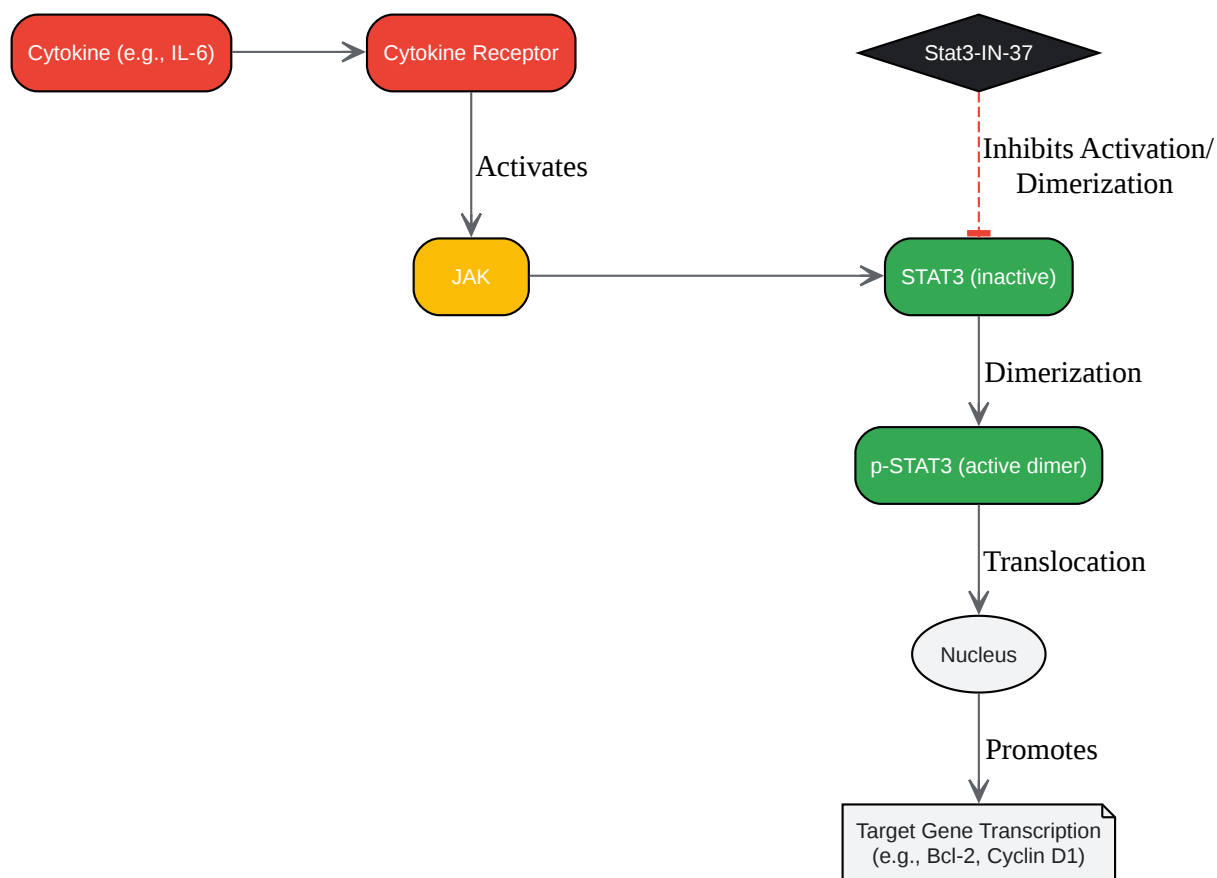 Cytokine (e.g., IL-6)
Cytokine Receptor
Stat3-IN-37
Activates
Inhibits Activation/
Dimerization
JAK
STAT3 (inactive)
Dimerization
p-STAT3 (active dimer)
Translocation
Nucleus
Promotes
Target Gene Transcription
(e.g., Bcl-2, Cyclin D1)